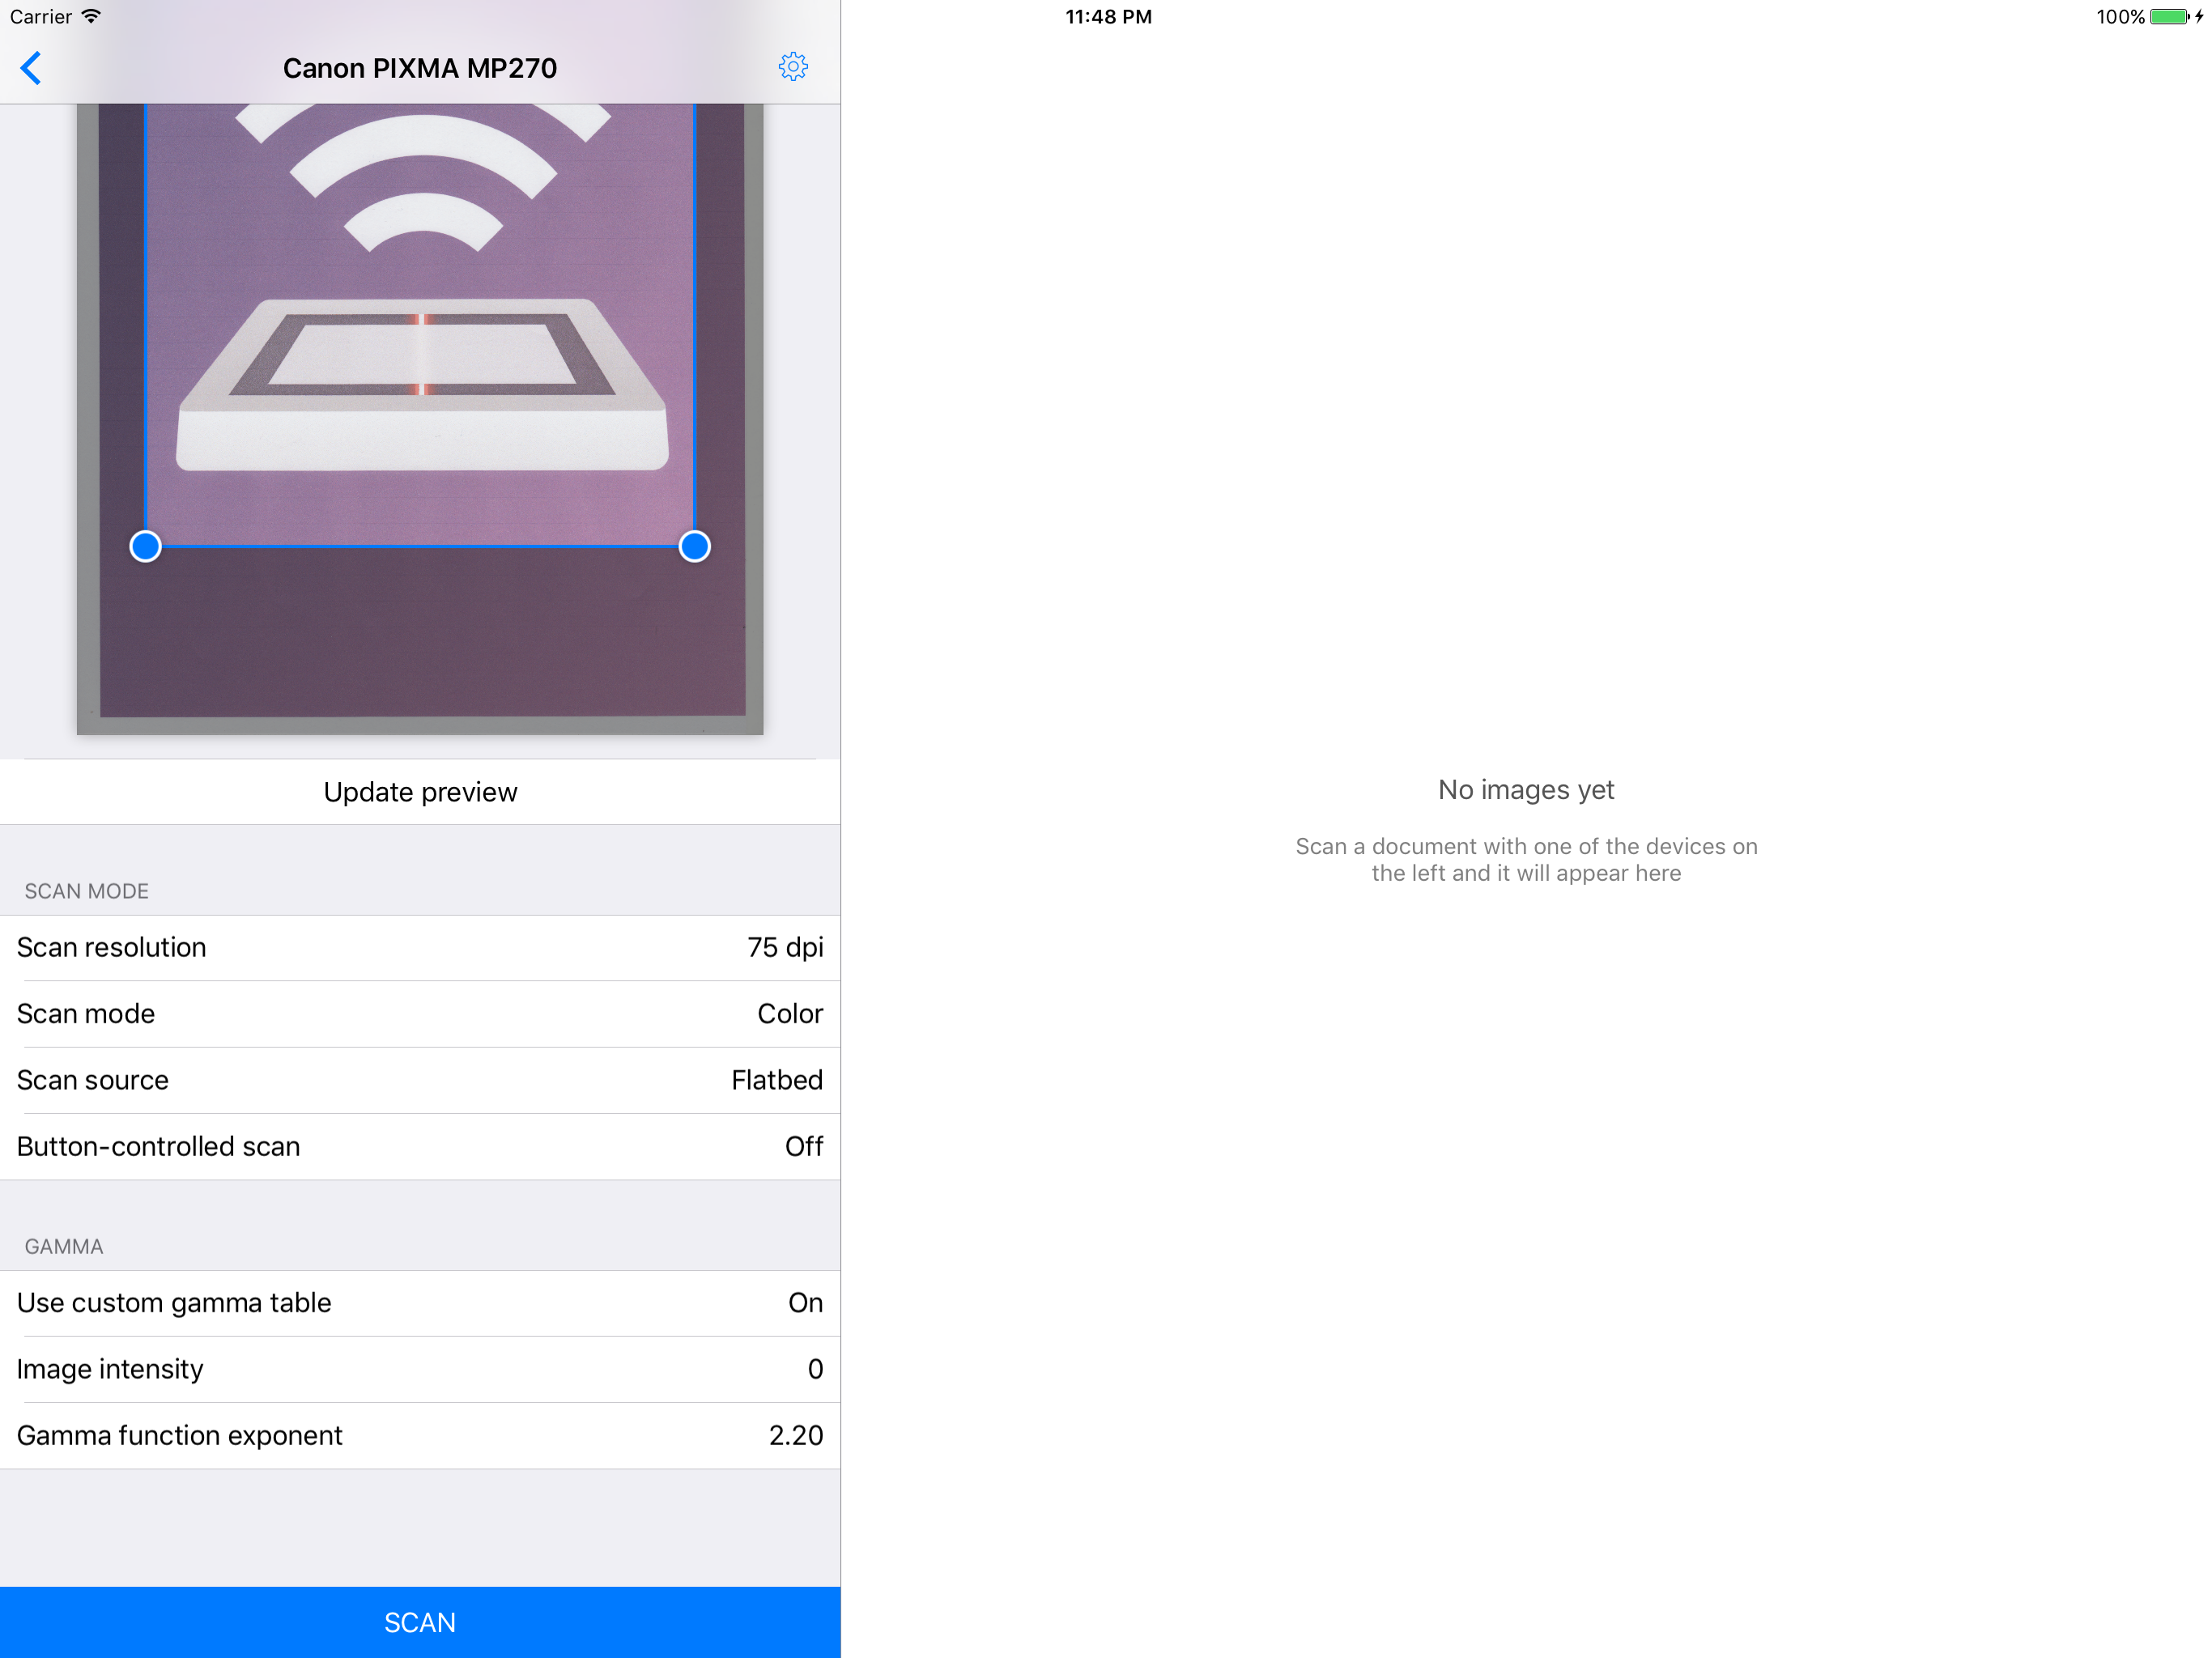 Carrier
11:48 PM
100%
Canon PIXMA MP270
Update preview
SCAN MODE
Scan resolution 75 dpi
Scan mode Color
Scan source Flatbed
Button-controlled scan Off
GAMMA
Use custom gamma table On
Image intensity 0
Gamma function exponent 2.20
SCAN
No images yet
Scan a document with one of the devices on
the left and it will appear here